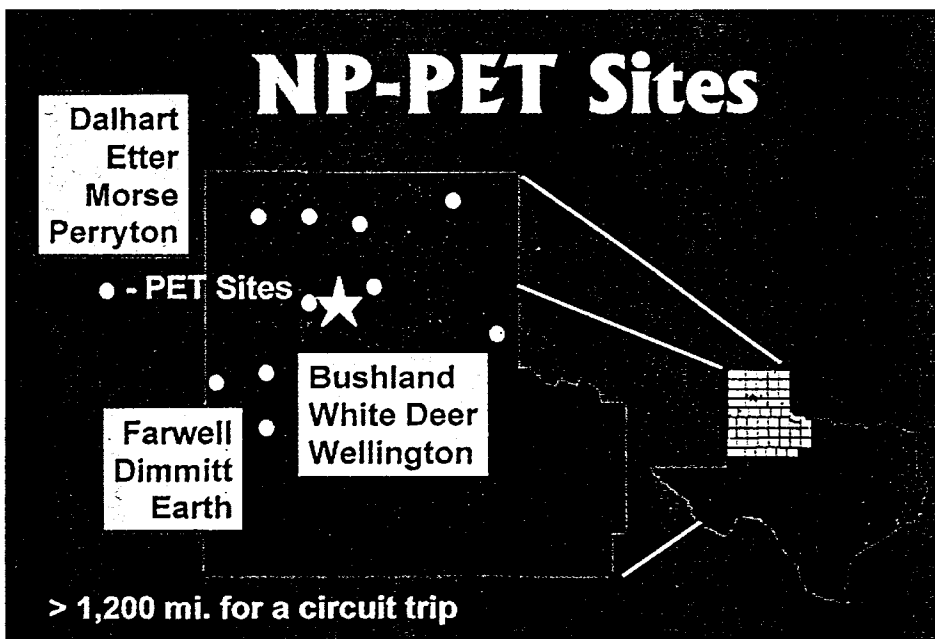 NP-PET Sites
Dalhart
Etter
Morse
Perryton
- PET Sites
Bushland
White Deer
Wellington
Farwell
Dimmitt
Earth
> 1,200 mi. for a circuit trip